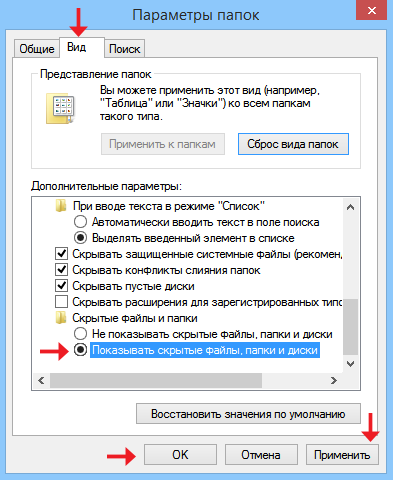 Параметры папок
Общие
Вид
Поиск
Представление папок
Вы можете применить этот вид (например,
"Таблица" или "Значки") ко всем папкам
такого типа.
Применить к папкам
Сброс вида папок
Дополнительные параметры:
При вводе текста в режиме "Список"
Автоматически вводить текст в поле поиска
Выделять введенный элемент в списке
Скрывать защищенные системные файлы (рекомен,
Скрывать конфликты слияния папок
Скрывать пустые диски
Скрывать расширения для зарегистрированных типо
Скрытые файлы и папки
Не показывать скрытые файлы, папки и диски
Показывать скрытые файлы, папки и диски
Восстановить значения по умолчанию
OK
Отмена
Применить